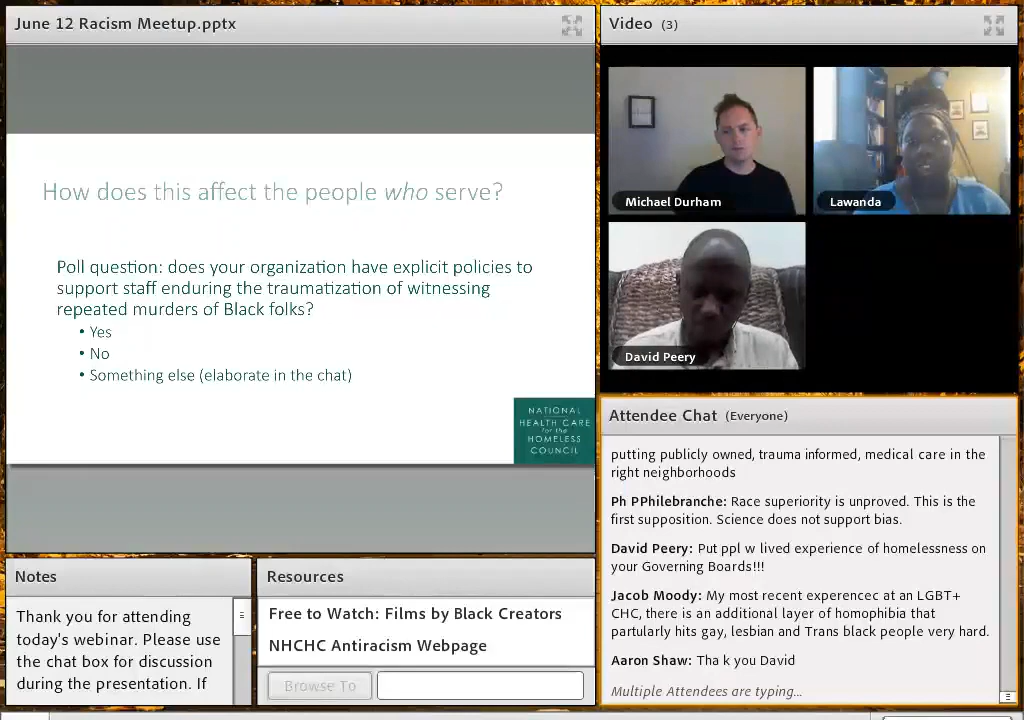 June 12 Racism Meetup.pptx
How does this affect the people who serve?
Poll question: does your organization have explicit policies to
support staff enduring the traumatization of witnessing
repeated murders of Black folks?
• Yes
• No
• Something else (elaborate in the chat)
NATIONAL
HEALTH CARE
for the
HOMELESS
COUNCIL
Video (3)
Michael Durham
Lawanda
David Peery
Attendee Chat (Everyone)
putting publicly owned, trauma informed, medical care in the
right neighborhoods
Ph PPhilebranche: Race superiority is unproved. This is the
first supposition. Science does not support bias.
David Peery: Put ppl w lived experience of homelessness on
your Governing Boards!!!
Jacob Moody: My most recent experencec at an LGBT+
CHC, there is an additional layer of homophibia that
partularly hits gay, lesbian and Trans black people very hard.
Aaron Shaw: Tha k you David
Multiple Attendees are typing...
Notes
Thank you for attending
today's webinar. Please use
the chat box for discussion
during the presentation. If
Resources
Free to Watch: Films by Black Creators
NHCHC Antiracism Webpage
Browse To